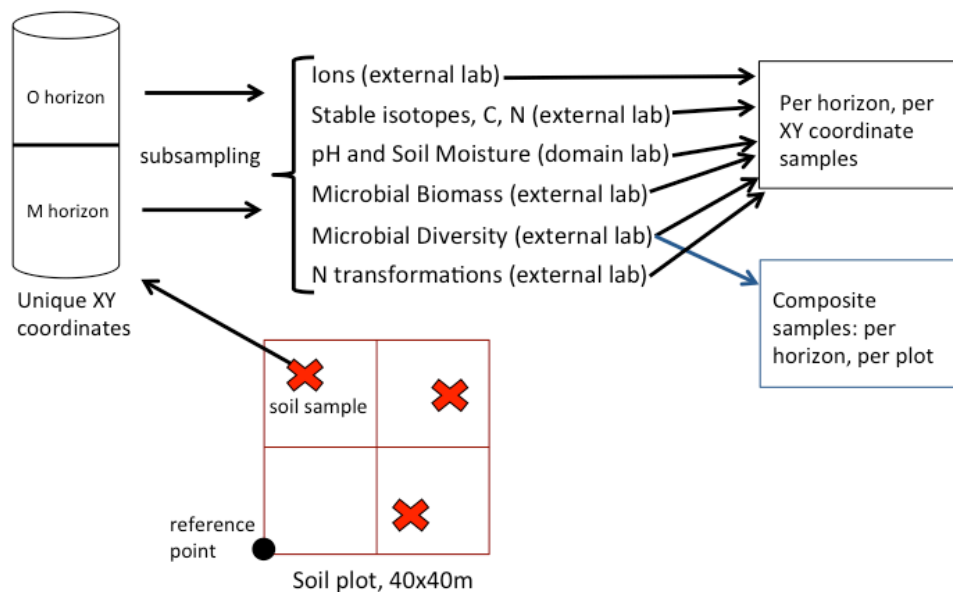 O horizon
M horizon
Unique XY
coordinates
subsampling
Ions (external lab)
Stable isotopes, C, N (external lab)
pH and Soil Moisture (domain lab)
Microbial Biomass (external lab)
Microbial Diversity (external lab)
N transformations (external lab)
Per horizon, per
XY coordinate
samples
Composite
samples: per
horizon, per plot
soil sample
reference
point
Soil plot, 40x40m